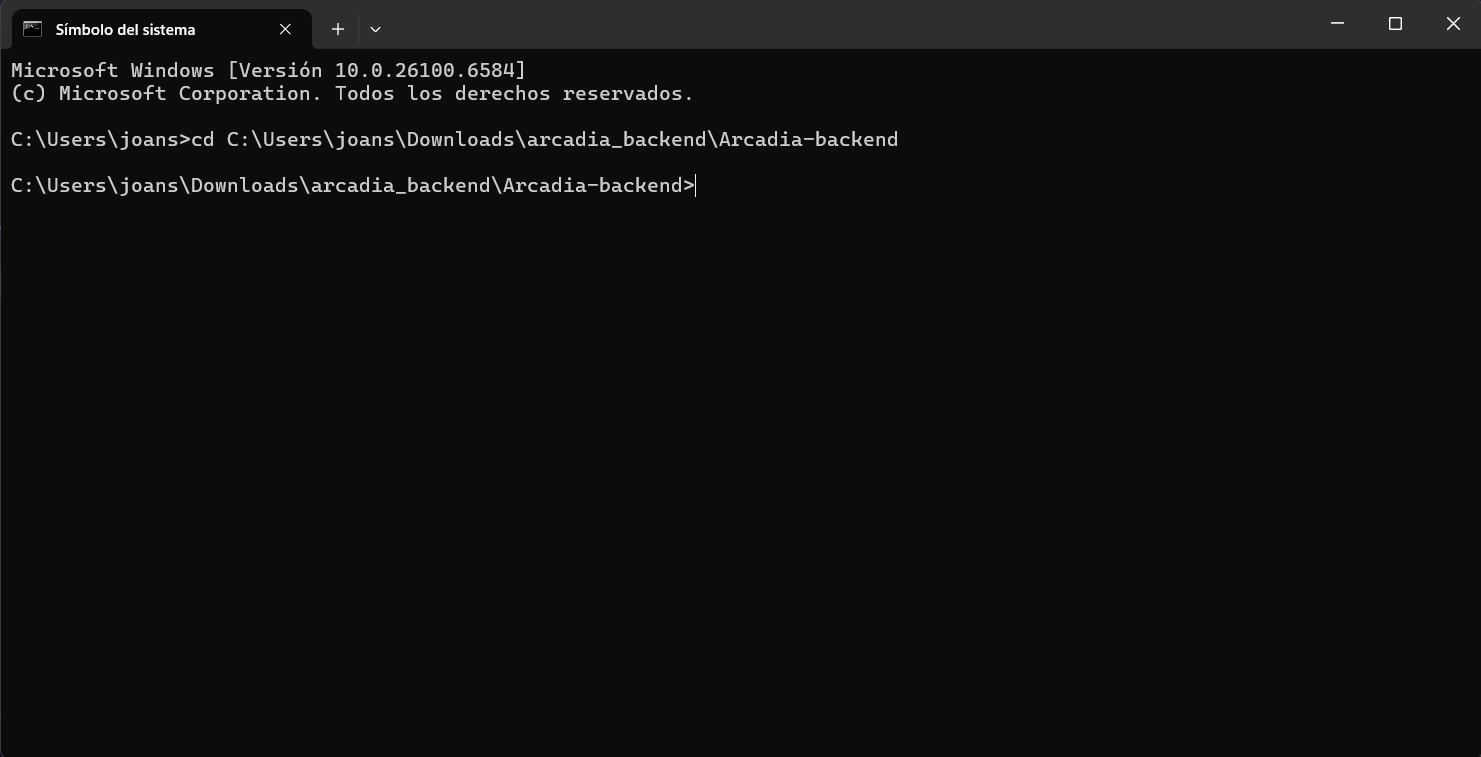 Símbolo del sistema
Microsoft Windows [Versión 10.0.26100.6584]
(c) Microsoft Corporation. Todos los derechos reservados.
C:\Users\joans>cd C:\Users\joans\Downloads\arcadia_backend\Arcadia-backend
C:\Users\joans\Downloads\arcadia_backend\Arcadia-backend>